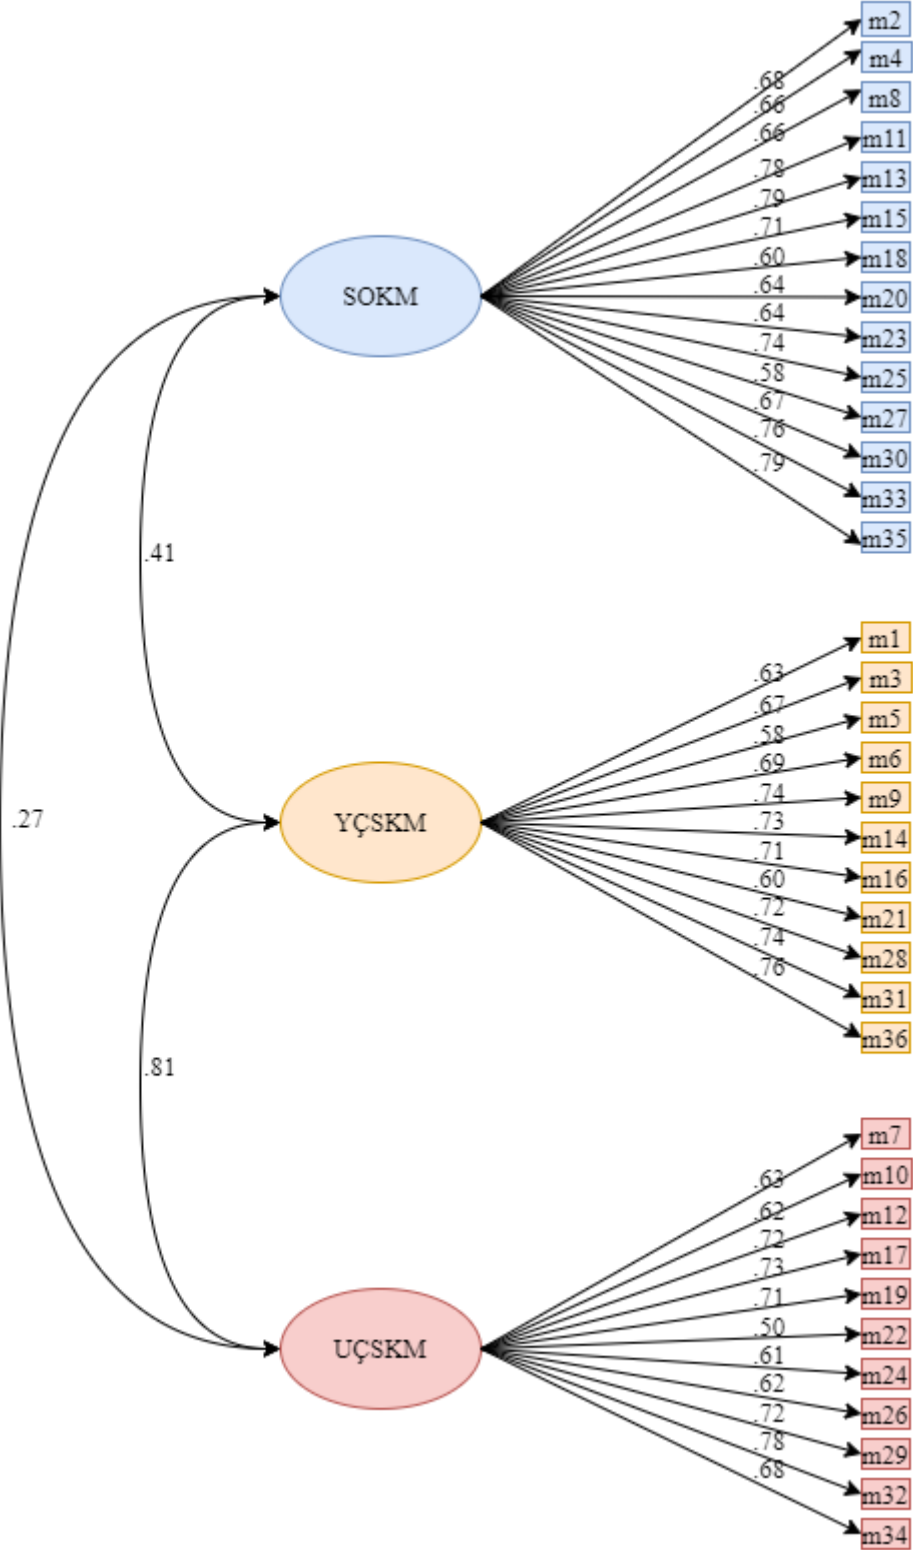 m2
m4
m8
m11
m13
m15
m18
m20
m23
m25
m27
m30
m33
m35
.68
.66
.66
.78
.79
.71
.60
.64
.64
.74
.58
.67
.76
.79
SOKM
.41
.27
m1
m3
m5
m6
m9
m14
m16
m21
m28
m31
m36
.63
.67
.58
.69
.74
.73
.71
.60
.72
.74
.76
YÇSKM
.81
m7
m10
m12
m17
m19
m22
m24
m26
m29
m32
m34
.63
.62
.72
.73
.71
.50
.61
.62
.72
.78
.68
UÇSKM